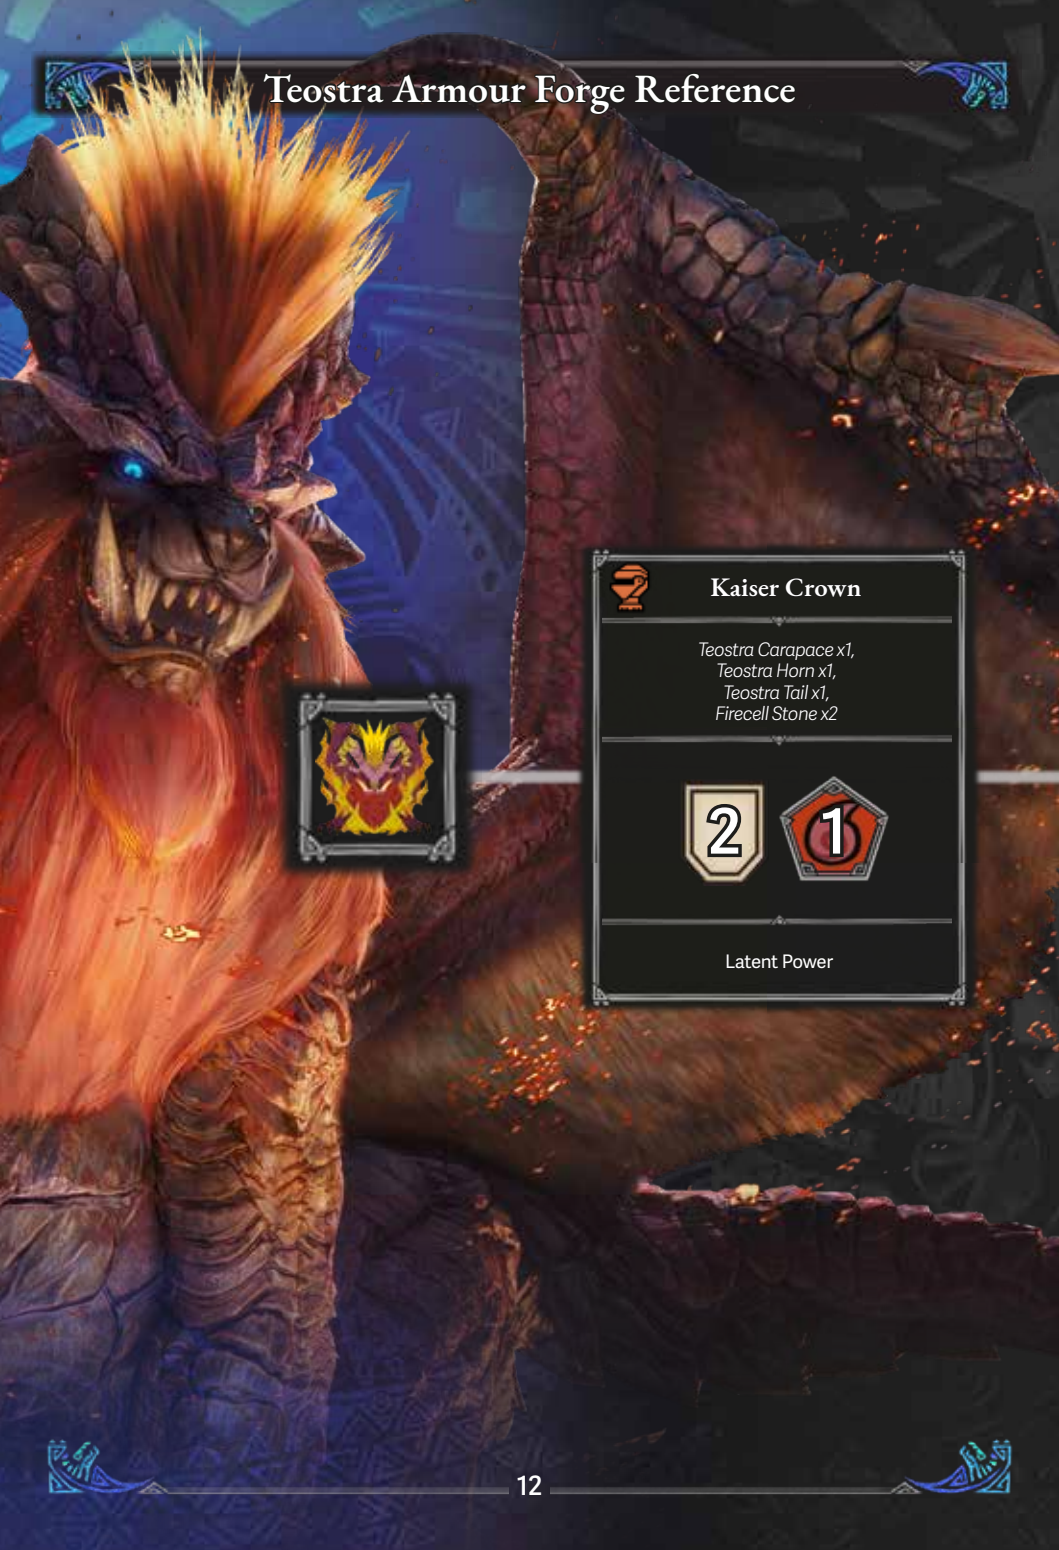 Teostra Armour Forge Reference
Kaiser Crown
Teostra Carapace x1,
Teostra Horn x1,
Teostra Tail x1,
Firecell Stone x2
2 1
Latent Power
12